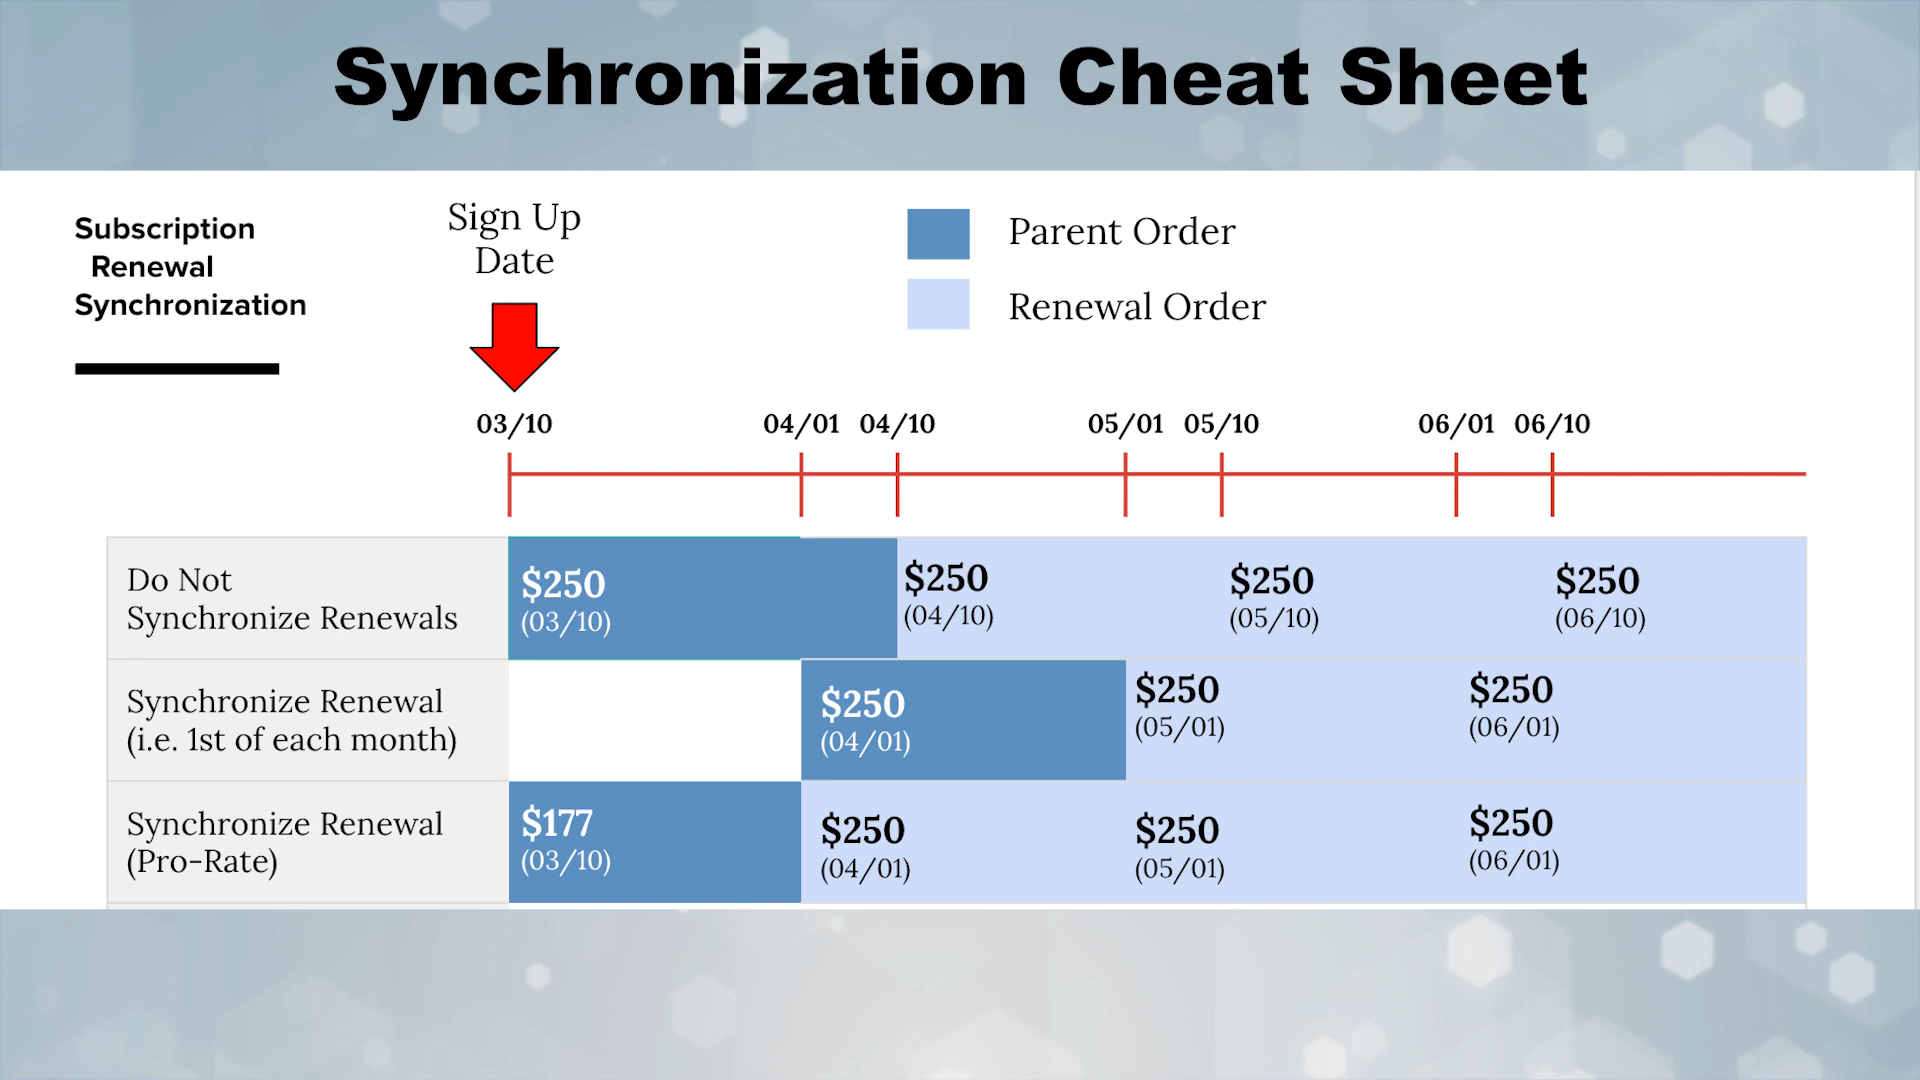 Synchronization Cheat Sheet
Subscription
Renewal
Synchronization
Sign Up
Date
Parent Order
Renewal Order
03/10
04/01
04/10
05/01
05/10
06/01
06/10
Do Not
Synchronize Renewals
$250
(03/10)
$250
(04/10)
$250
(05/10)
$250
(06/10)
Synchronize Renewal
(i.e. 1st of each month)
$250
(04/01)
$250
(05/01)
$250
(06/01)
Synchronize Renewal
(Pro-Rate)
$177
(03/10)
$250
(04/01)
$250
(05/01)
$250
(06/01)